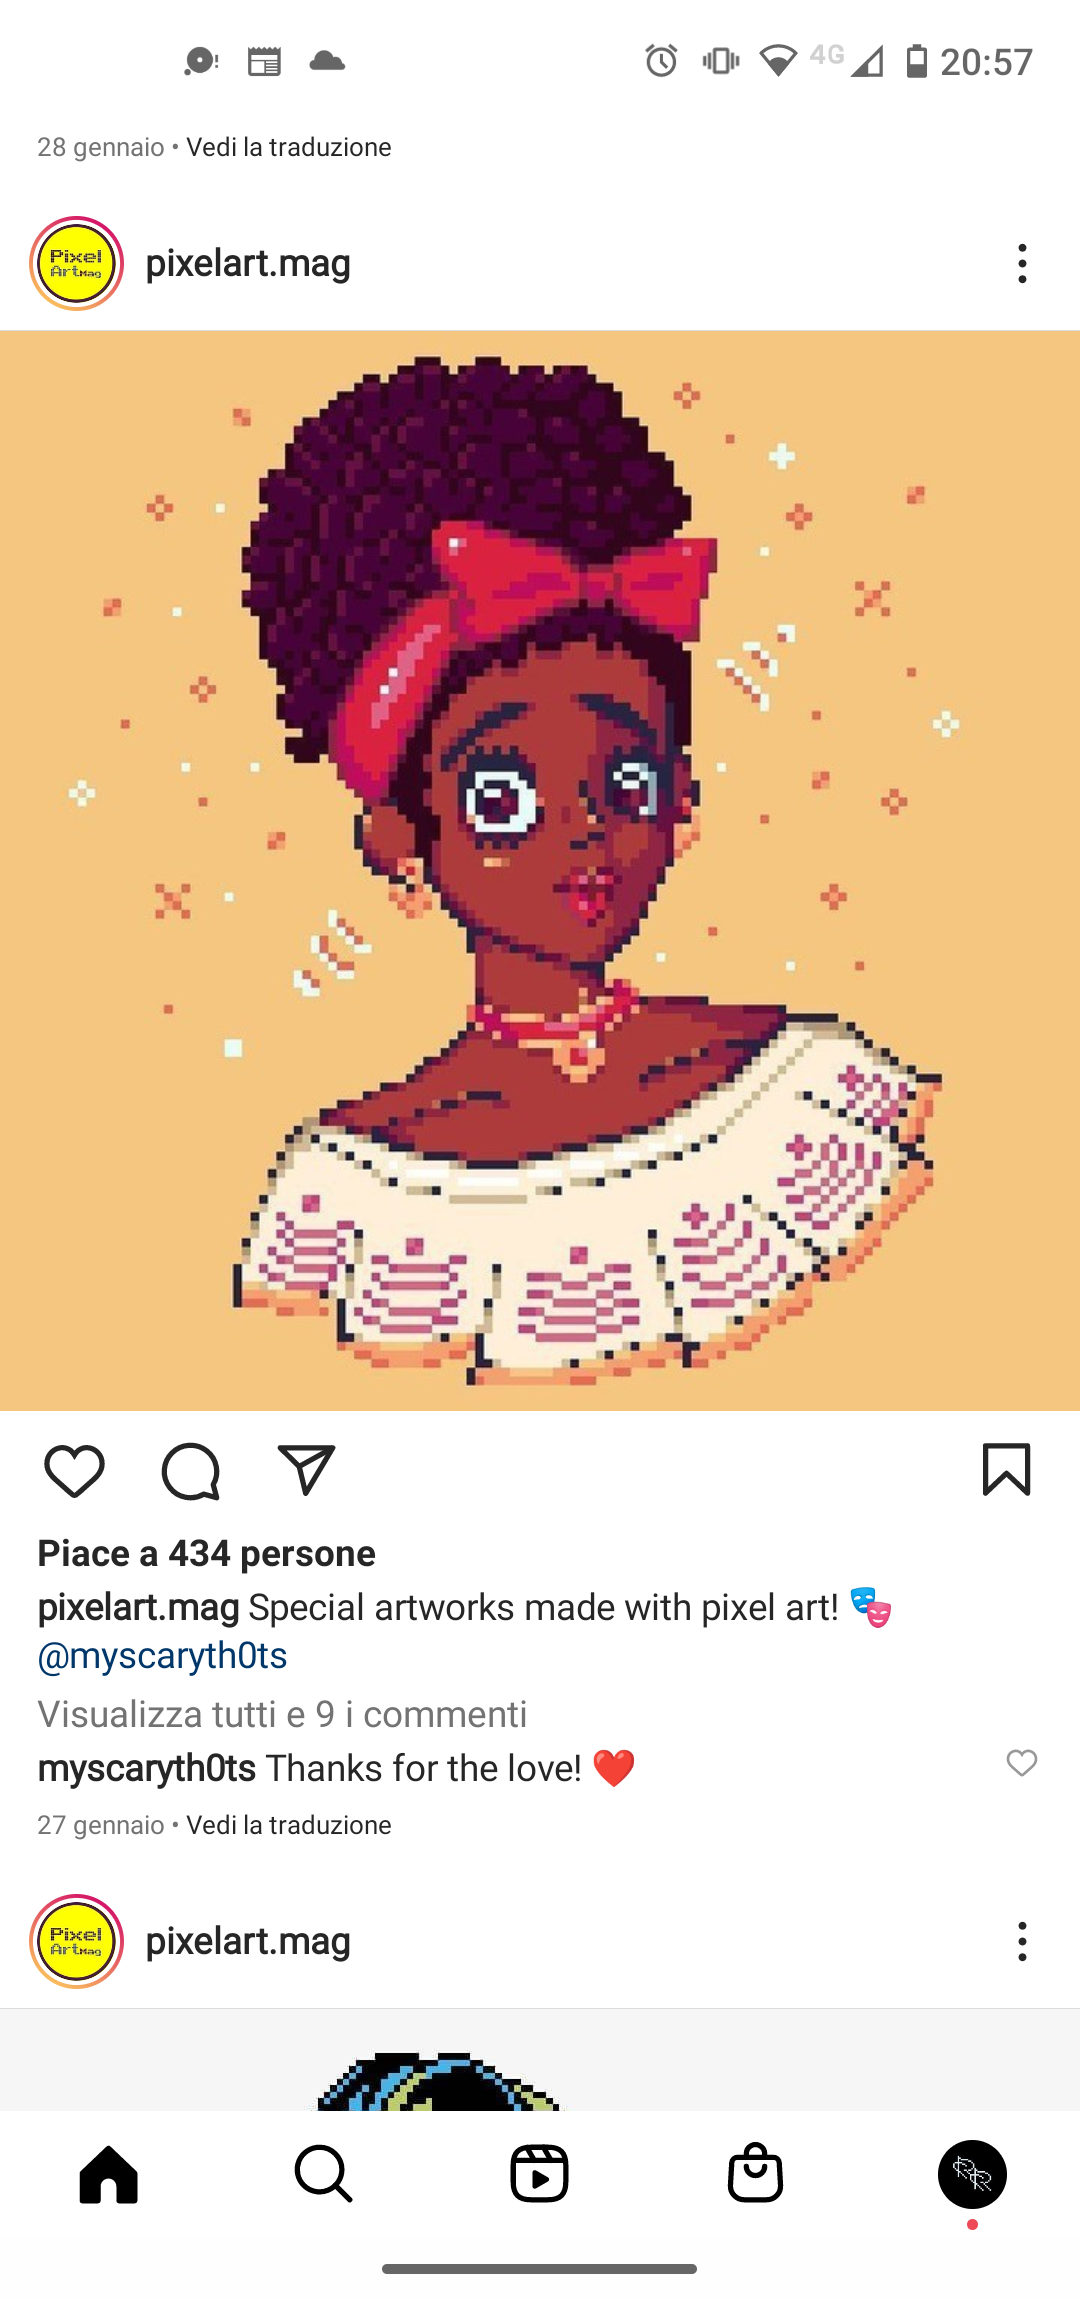 4G 20:57
28 gennaio • Vedi la traduzione
Pixel
ArtMag
pixelart.mag
Piace a 434 persone
pixelart.mag Special artworks made with pixel art! 🎭
@myscaryth0ts
Visualizza tutti e 9 i commenti
myscaryth0ts Thanks for the love! ❤️
27 gennaio • Vedi la traduzione
Pixel
ArtMag
pixelart.mag